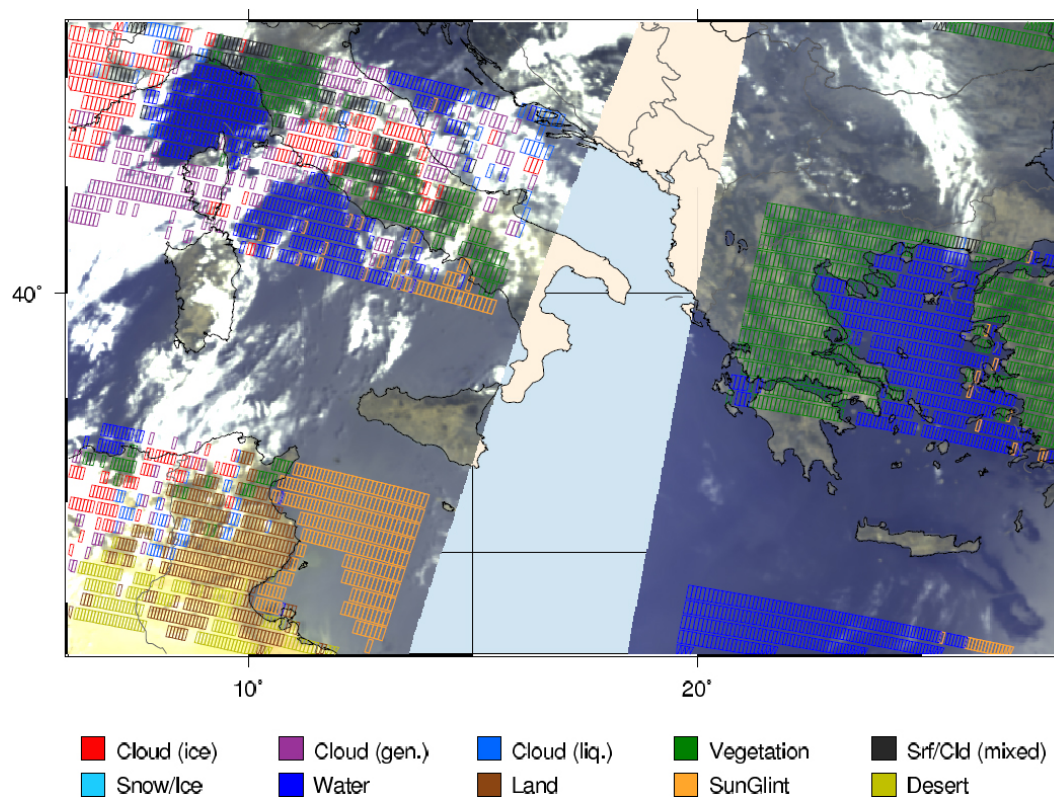 40°
10° 20°
Cloud (ice) Cloud (gen.) Cloud (liq.) Vegetation Srf/Cld (mixed)
Snow/Ice Water Land SunGlint Desert